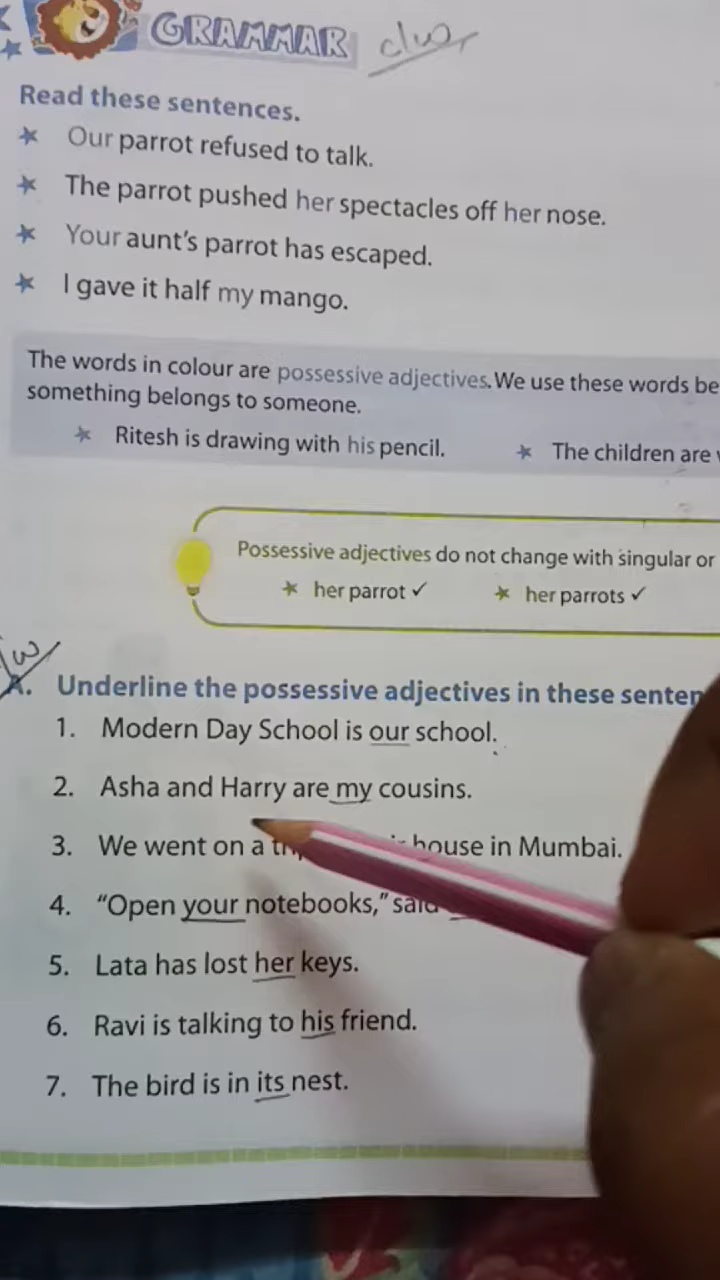 GRAMMAR c/w
Read these sentences.
Our parrot refused to talk.
The parrot pushed her spectacles off her nose.
Your aunt's parrot has escaped.
I gave it half my mango.
The words in colour are possessive adjectives. We use these words be
something belongs to someone.
Ritesh is drawing with his pencil. The children are
Possessive adjectives do not change with singular or
her parrot ✓ her parrots ✓
A. Underline the possessive adjectives in these senten
1. Modern Day School is our school.
2. Asha and Harry are my cousins.
3. We went on a house in Mumbai.
4. "Open your notebooks," said
5. Lata has lost her keys.
6. Ravi is talking to his friend.
7. The bird is in its nest.